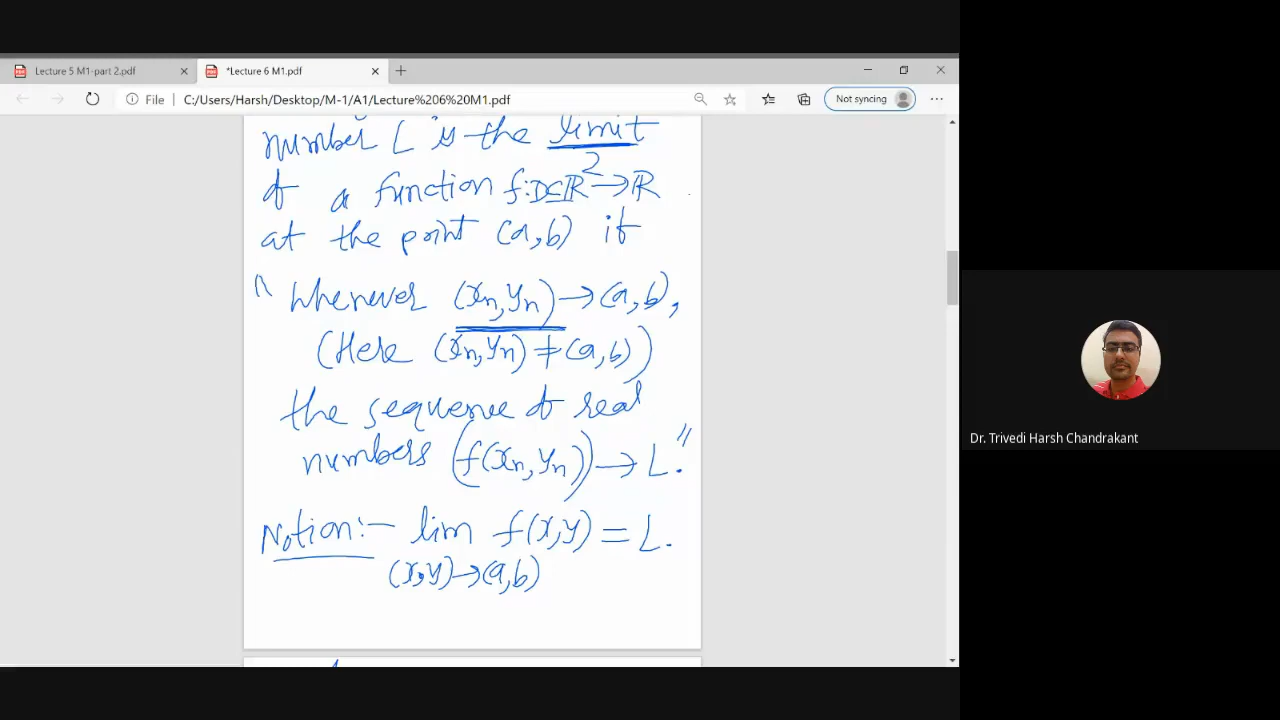 Lecture 5 M1-part 2.pdf
*Lecture 6 M1.pdf
File
C:/Users/Harsh/Desktop/M-1/A1/Lecture%206%20M1.pdf
Not syncing
number L is the limit
of a function f:D⊆ℝ²→ℝ
at the point (a,b) if
"whenever (xₙ,yₙ)→(a,b),
(Here (xₙ,yₙ)≠(a,b))
the sequence of real
numbers (f(xₙ,yₙ))→L."
Notion:- lim f(x,y)=L.
(x,y)→(a,b)
Dr. Trivedi Harsh Chandrakant